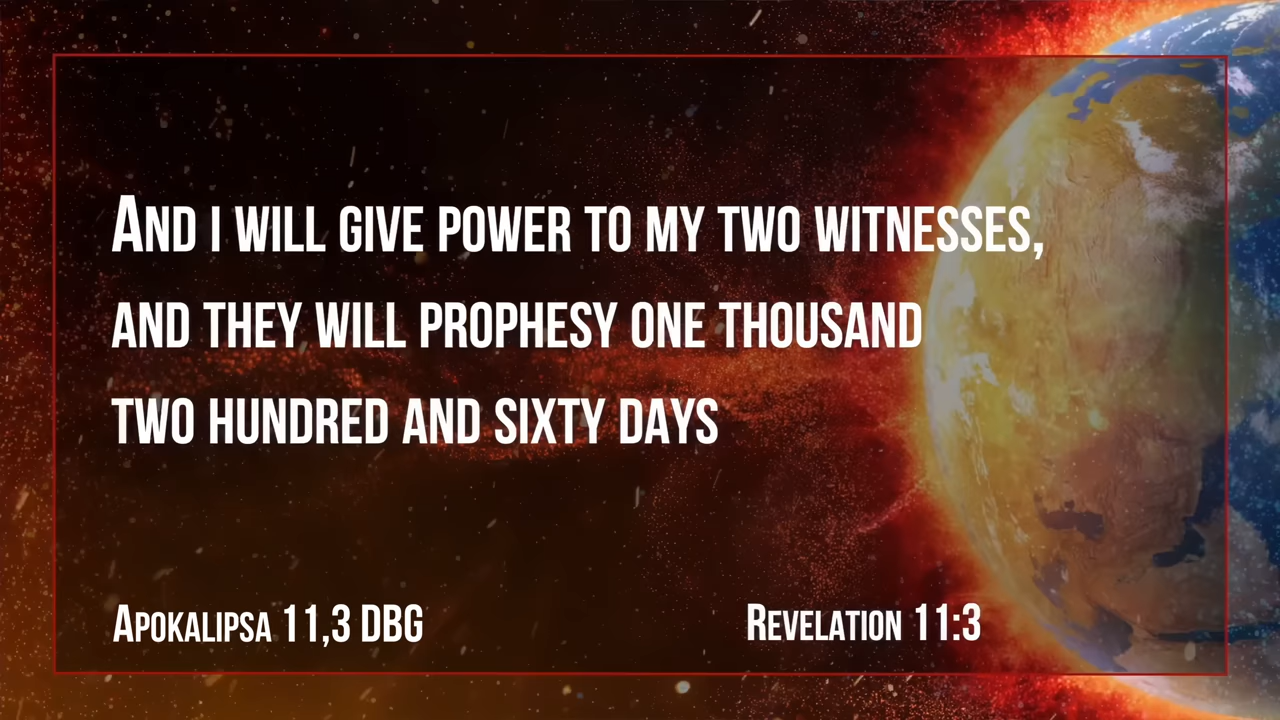 And I will give power to my two witnesses,
and they will prophesy one thousand
two hundred and sixty days
Apokalipsa 11,3 DBG
Revelation 11:3